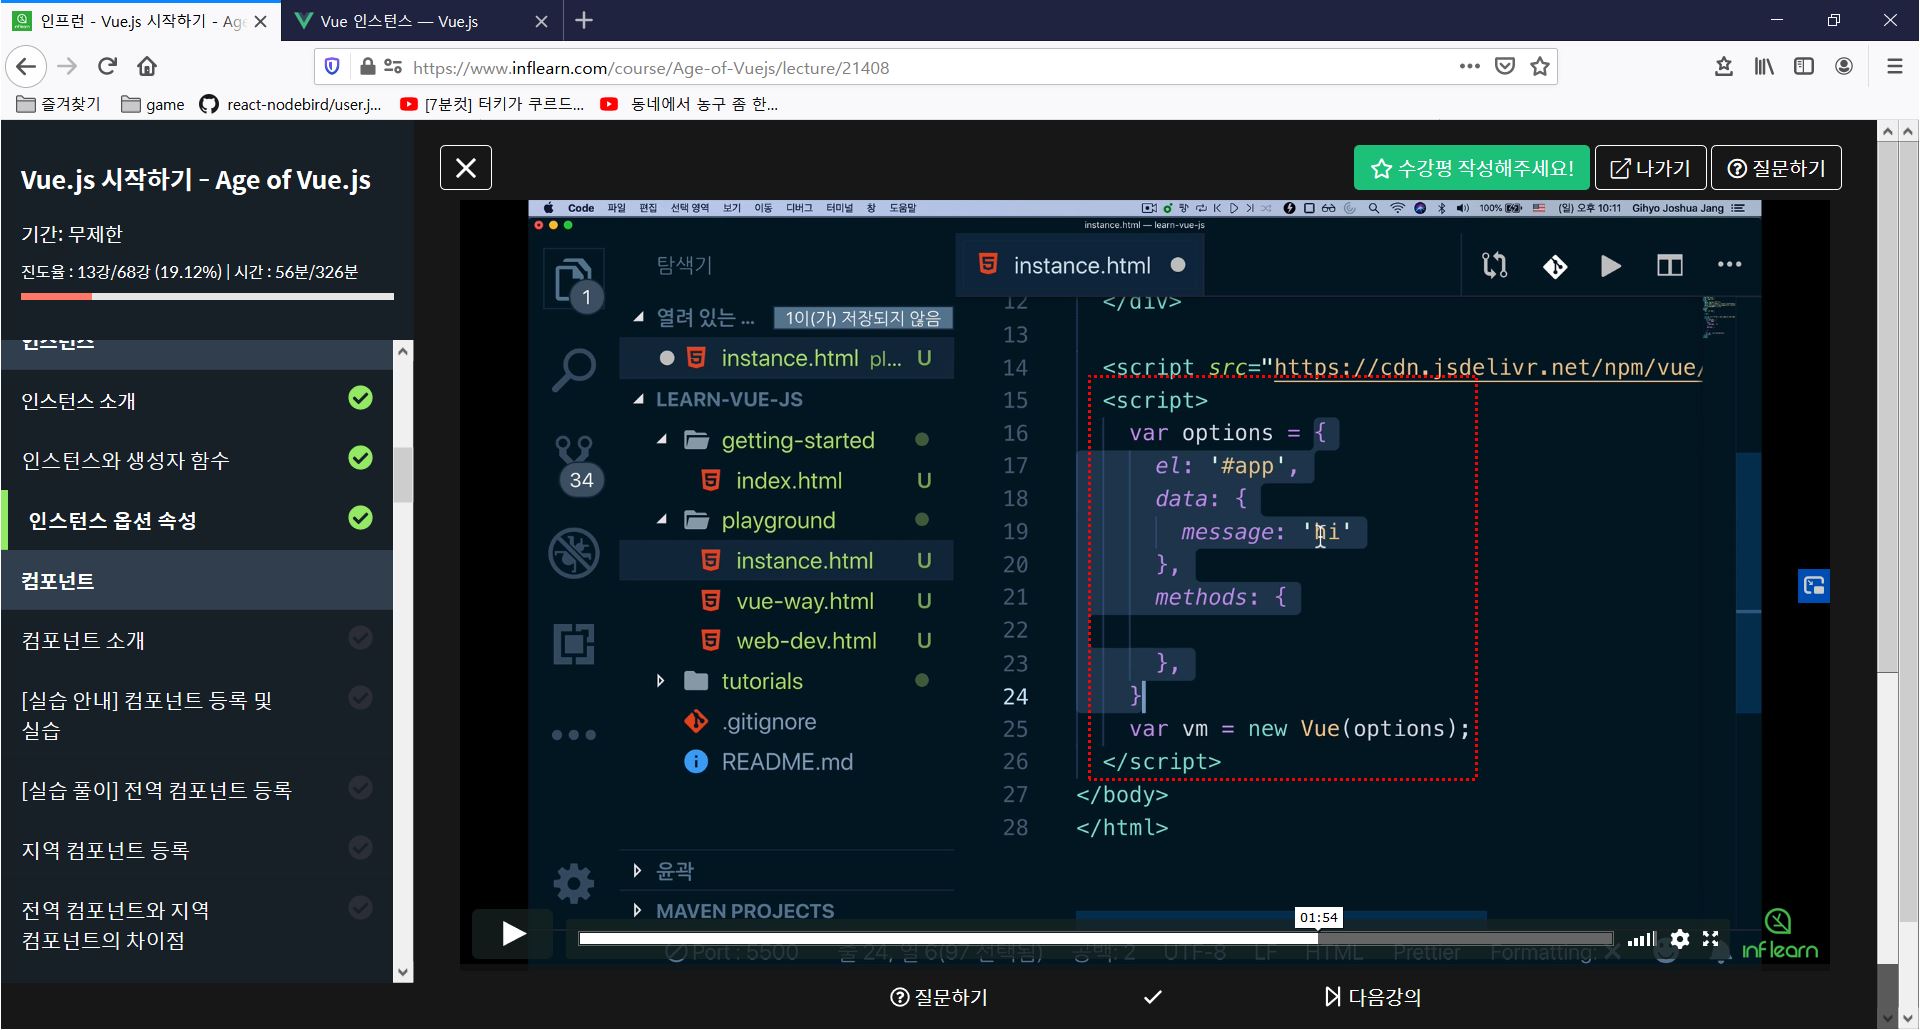 인프런 - Vue.js 시작하기 - Age
Vue 인스턴스 — Vue.js
https://www.inflearn.com/course/Age-of-Vuejs/lecture/21408
즐겨찾기
game
react-nodebird/user.j...
[7분컷] 터키가 쿠르드...
동네에서 농구 좀 한...
Vue.js 시작하기 - Age of Vue.js
기간: 무제한
진도율 : 13강/68강 (19.12%) | 시간 : 56분/326분
인스턴스
인스턴스 소개
인스턴스와 생성자 함수
인스턴스 옵션 속성
컴포넌트
컴포넌트 소개
[실습 안내] 컴포넌트 등록 및
실습
[실습 풀이] 전역 컴포넌트 등록
지역 컴포넌트 등록
전역 컴포넌트와 지역
컴포넌트의 차이점
수강평 작성해주세요!
나가기
질문하기
Code 파일 편집 선택 영역 보기 이동 디버그 터미널 창 도움말
100% (일) 오후 10:11 Gihyo Joshua Jang
instance.html — learn-vue-js
탐색기
1
열려 있는 ... 1이(가) 저장되지 않음
instance.html pl... U
LEARN-VUE-JS
getting-started
34
index.html U
playground
instance.html U
vue-way.html U
web-dev.html U
tutorials
.gitignore
README.md
윤곽
MAVEN PROJECTS
instance.html
12 </div>
13
14 <script src="https://cdn.jsdelivr.net/npm/vue/
15 <script>
16 var options = {
17 el: '#app',
18 data: {
19 message: 'hi'
20 },
21 methods: {
22
23 },
24 }
25 var vm = new Vue(options);
26 </script>
27 </body>
28 </html>
01:54
Port : 5500 줄 24, 열 6(97 선택됨) 공백: 2 UTF-8 LF HTML Prettier Formatting: ✕
inflearn
질문하기
다음강의